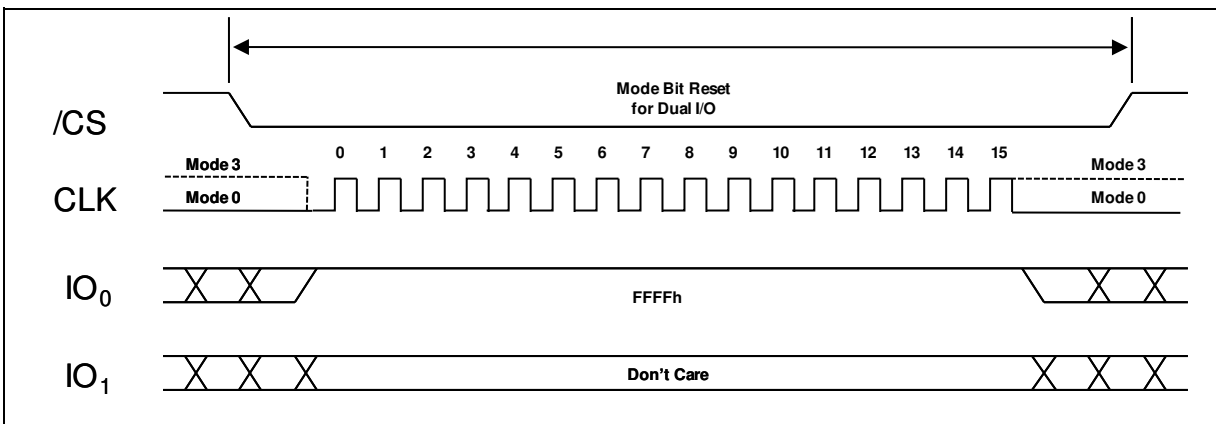 Mode Bit Reset
for Dual I/O
/CS
0 1 2 3 4 5 6 7 8 9 10 11 12 13 14 15
Mode 3
Mode 3
CLK
Mode 0
Mode 0
IO0
FFFFh
IO1
Don't Care